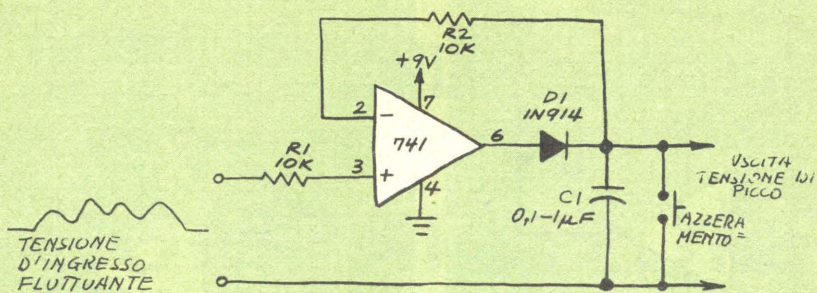 R2
10K
+9V
2
-
7
D1
1N914
741
6
R1
10K
3
+
4
C1
0,1-1µF
USCITA
TENSIONE DI
PICCO
AZZERA
MENTO=
TENSIONE
D'INGRESSO
FLUTTUANTE